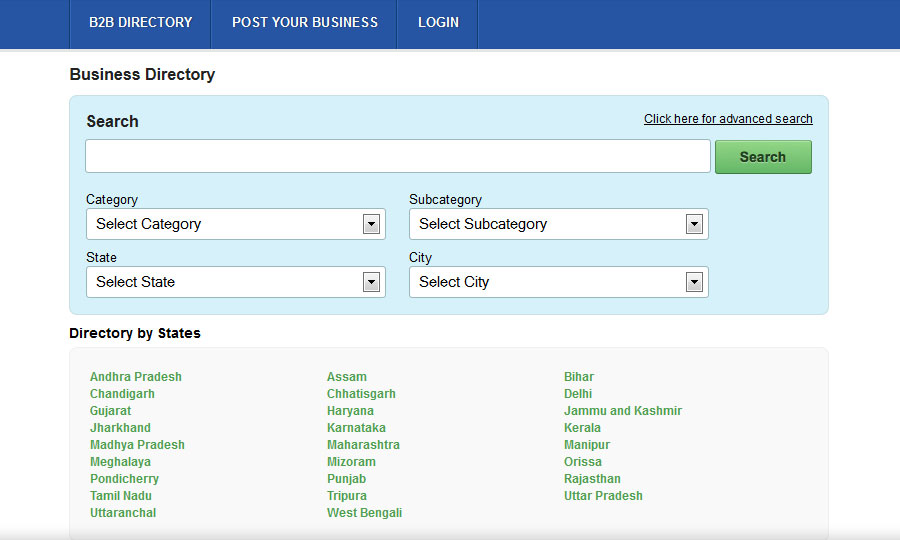 B2B DIRECTORY POST YOUR BUSINESS LOGIN
Business Directory
Search Click here for advanced search
Search
Category Subcategory
Select Category Select Subcategory
State City
Select State Select City
Directory by States
Andhra Pradesh Assam Bihar
Chandigarh Chhatisgarh Delhi
Gujarat Haryana Jammu and Kashmir
Jharkhand Karnataka Kerala
Madhya Pradesh Maharashtra Manipur
Meghalaya Mizoram Orissa
Pondicherry Punjab Rajasthan
Tamil Nadu Tripura Uttar Pradesh
Uttaranchal West Bengali